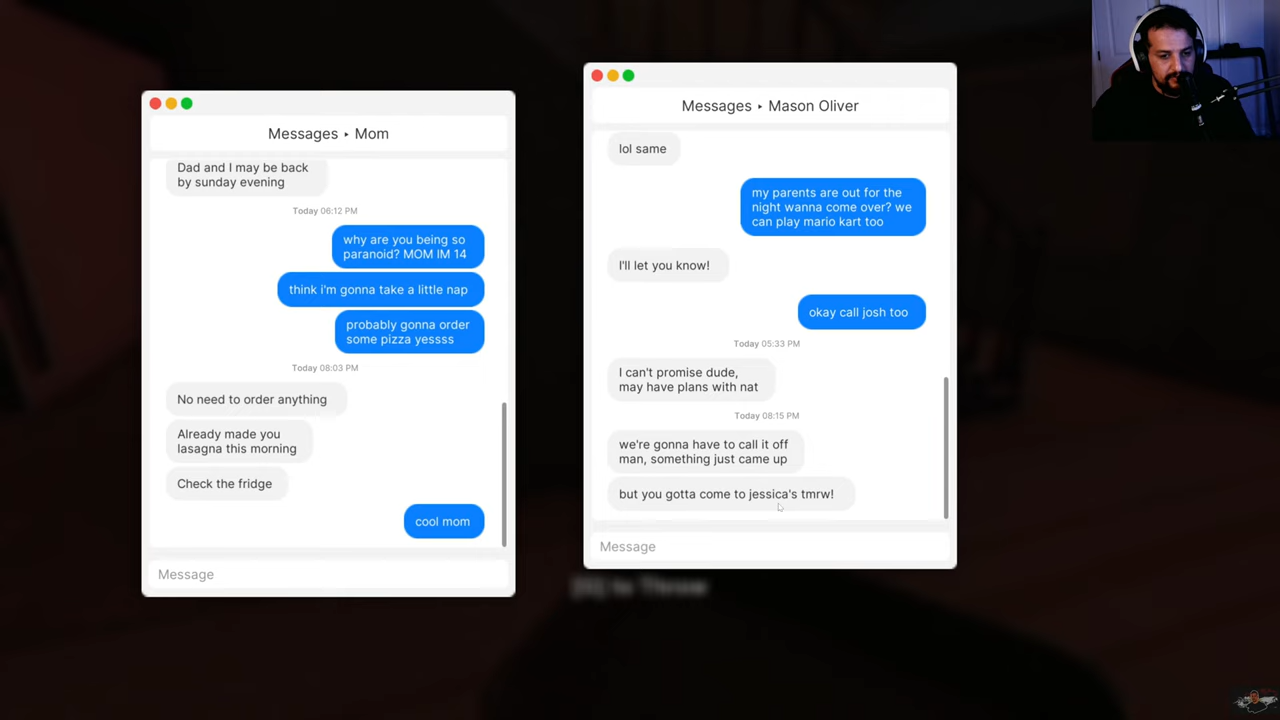 Messages ▸ Mom
Dad and I may be back
by sunday evening
Today 06:12 PM
why are you being so
paranoid? MOM IM 14
think i'm gonna take a little nap
probably gonna order
some pizza yessss
Today 08:03 PM
No need to order anything
Already made you
lasagna this morning
Check the fridge
cool mom
Message
Messages ▸ Mason Oliver
lol same
my parents are out for the
night wanna come over? we
can play mario kart too
I'll let you know!
okay call josh too
Today 05:33 PM
I can't promise dude,
may have plans with nat
Today 08:15 PM
we're gonna have to call it off
man, something just came up
but you gotta come to jessica's tmrw!
Message
to Throw